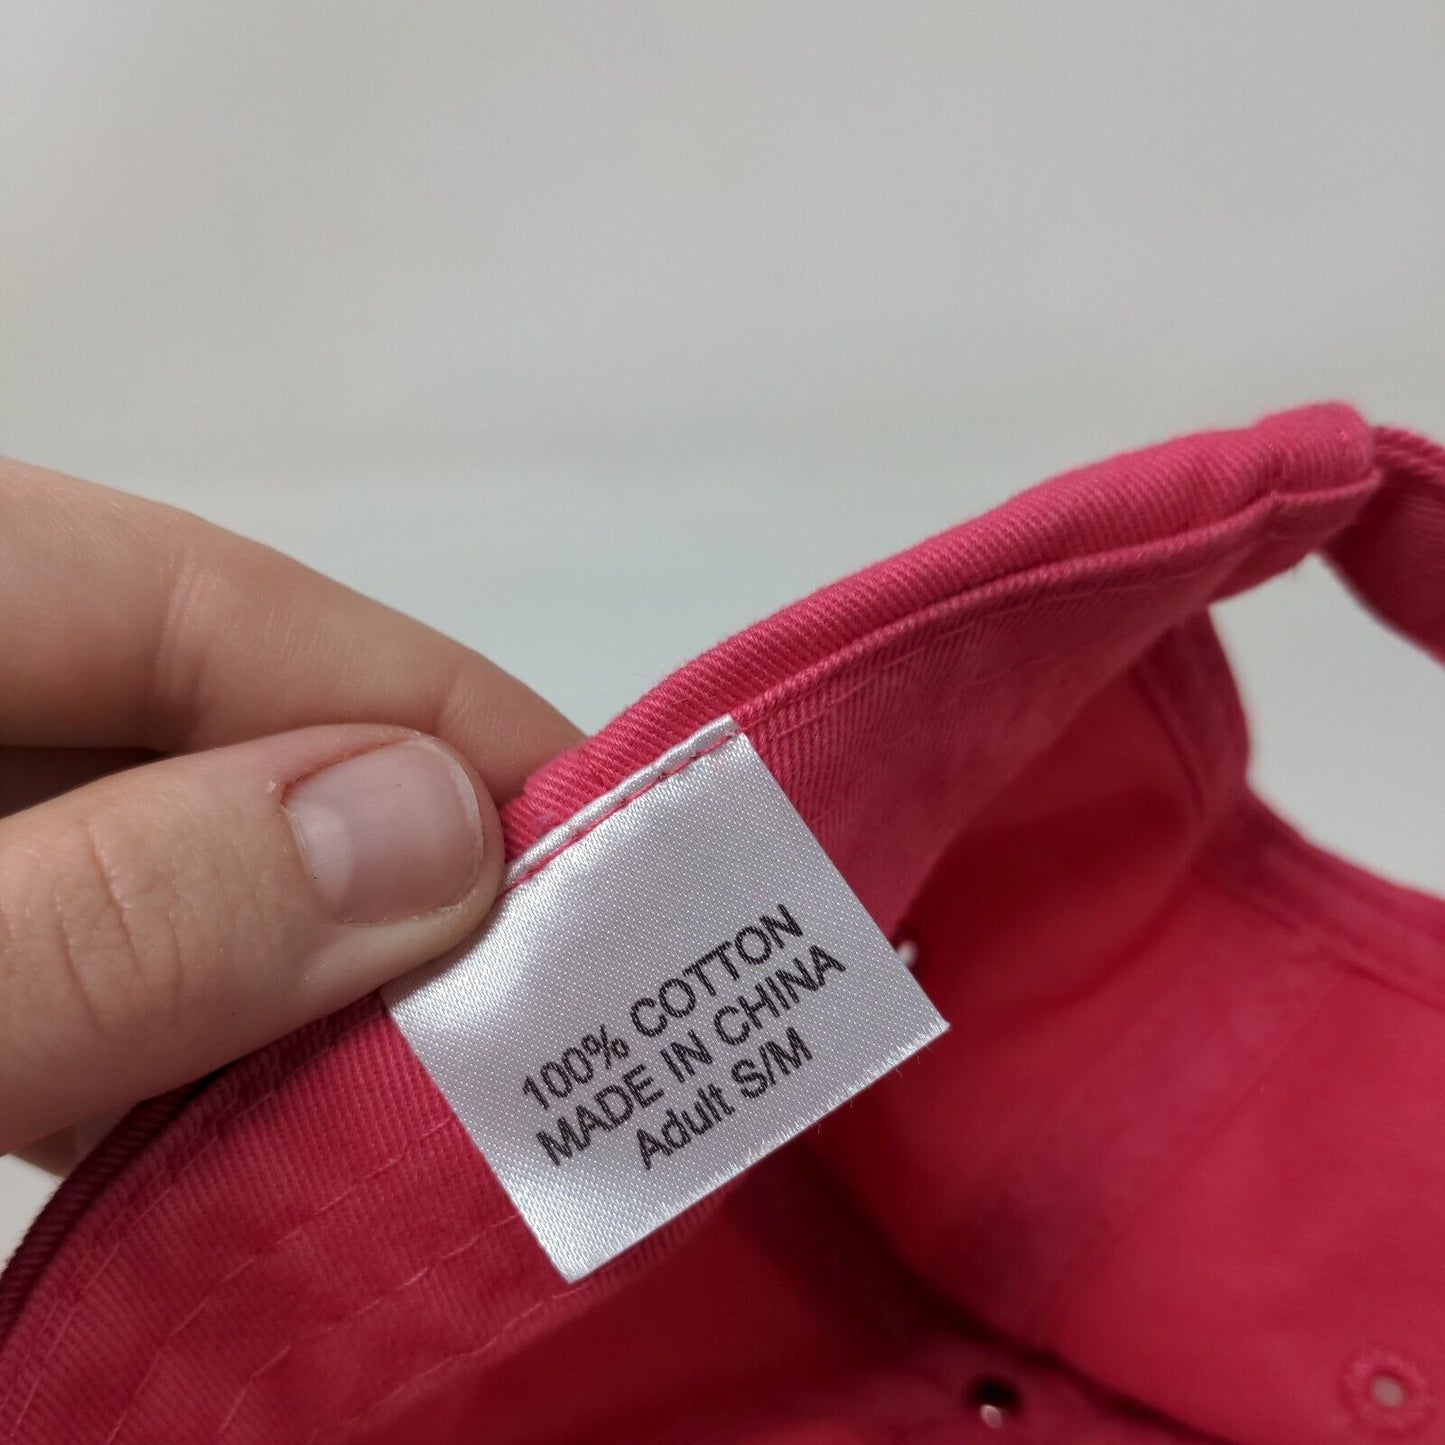 100% COTTON
MADE IN CHINA
Adult S/M